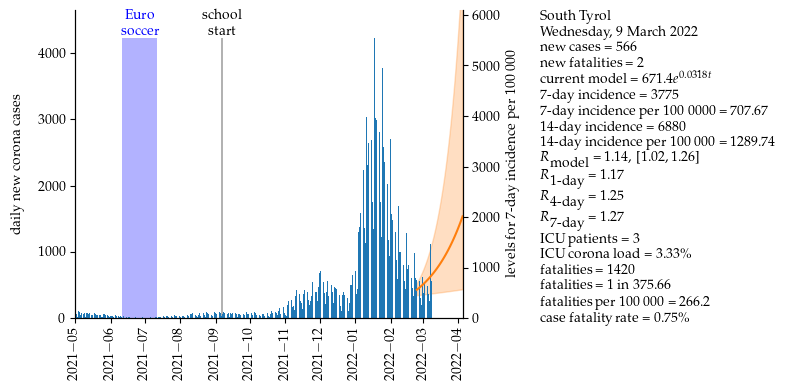 Euro
soccer
school
start
daily new corona cases
4000
3000
2000
1000
0
6000
5000
4000
3000
2000
1000
0
levels for 7-day incidence per 100 000
2021−05
2021−06
2021−07
2021−08
2021−09
2021−10
2021−11
2021−12
2022−01
2022−02
2022−03
2022−04
South Tyrol
Wednesday, 9 March 2022
new cases = 566
new fatalities = 2
current model = 671.4e^0.0318t
7-day incidence = 3775
7-day incidence per 100 0000 = 707.67
14-day incidence = 6880
14-day incidence per 100 000 = 1289.74
R model = 1.14, [1.02, 1.26]
R 1-day = 1.17
R 4-day = 1.25
R 7-day = 1.27
ICU patients = 3
ICU corona load = 3.33%
fatalities = 1420
fatalities = 1 in 375.66
fatalities per 100 000 = 266.2
case fatality rate = 0.75%